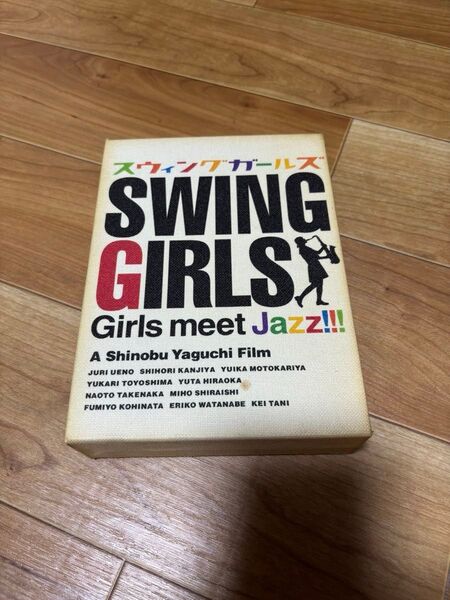 スウィングガールズ
SWING
GIRLS
Girls meet Jazz!!!
A Shinobu Yaguchi Film
JURI UENO SHIHORI KANJIYA YUIKA MOTOKARIYA
YUKARI TOYOSHIMA YUTA HIRAOKA
NAOTO TAKENAKA MIHO SHIRAISHI
FUMIYO KOHINATA ERIKO WATANABE KEI TANI